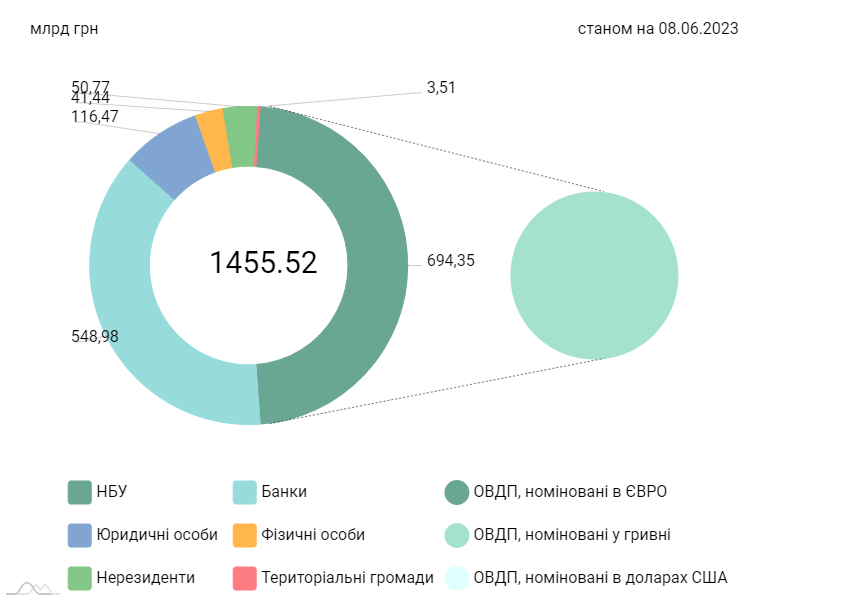 млрд грн
станом на 08.06.2023
50,77
41,44
116,47
3,51
1455.52
694,35
548,98
НБУ
Банки
ОВДП, номіновані в ЄВРО
Юридичні особи
Фізичні особи
ОВДП, номіновані у гривні
Нерезиденти
Територіальні громади
ОВДП, номіновані в доларах США